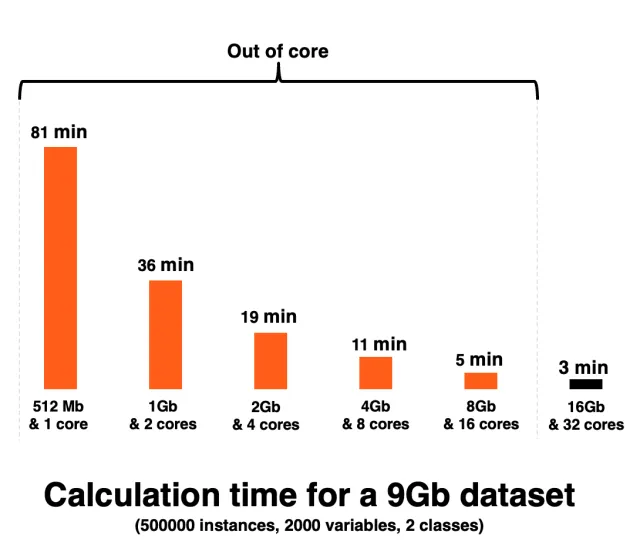 Out of core
81 min
36 min
19 min
11 min
5 min
3 min
512 Mb
& 1 core
1Gb
& 2 cores
2Gb
& 4 cores
4Gb
& 8 cores
8Gb
& 16 cores
16Gb
& 32 cores
Calculation time for a 9Gb dataset
(500000 instances, 2000 variables, 2 classes)